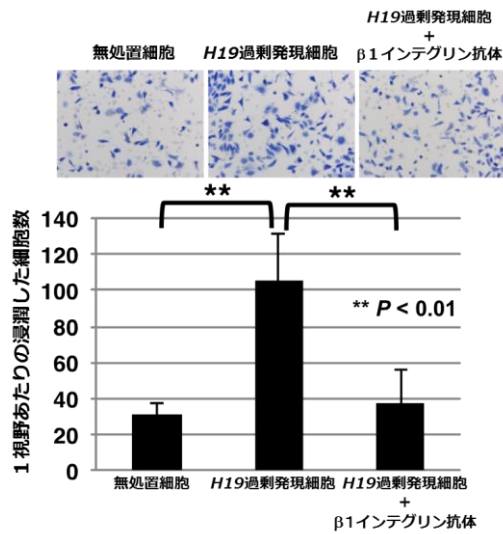 無処置細胞
H19過剰発現細胞
H19過剰発現細胞
+
β1インテグリン抗体
**
**
1視野あたりの浸潤した細胞数
140
120
100
80
60
40
20
0
** P < 0.01
無処置細胞
H19過剰発現細胞
H19過剰発現細胞
+
β1インテグリン抗体